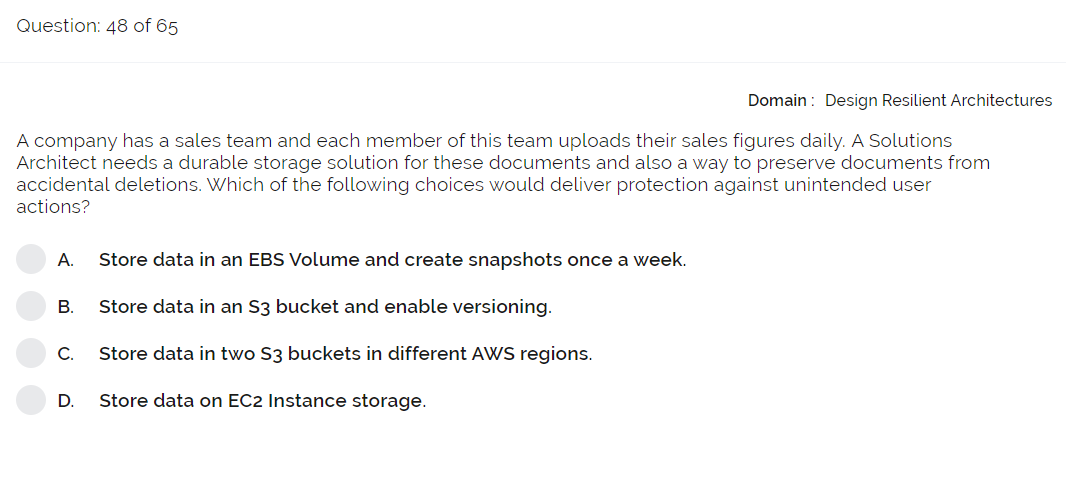 Question: 48 of 65
Domain : Design Resilient Architectures
A company has a sales team and each member of this team uploads their sales figures daily. A Solutions
Architect needs a durable storage solution for these documents and also a way to preserve documents from
accidental deletions. Which of the following choices would deliver protection against unintended user
actions?
A. Store data in an EBS Volume and create snapshots once a week.
B. Store data in an S3 bucket and enable versioning.
C. Store data in two S3 buckets in different AWS regions.
D. Store data on EC2 Instance storage.